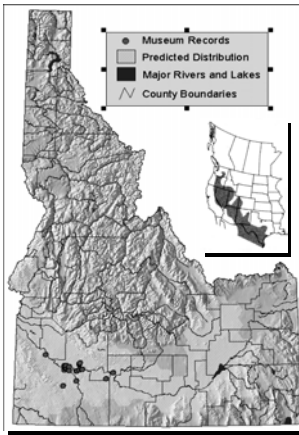 Museum Records
Predicted Distribution
Major Rivers and Lakes
County Boundaries